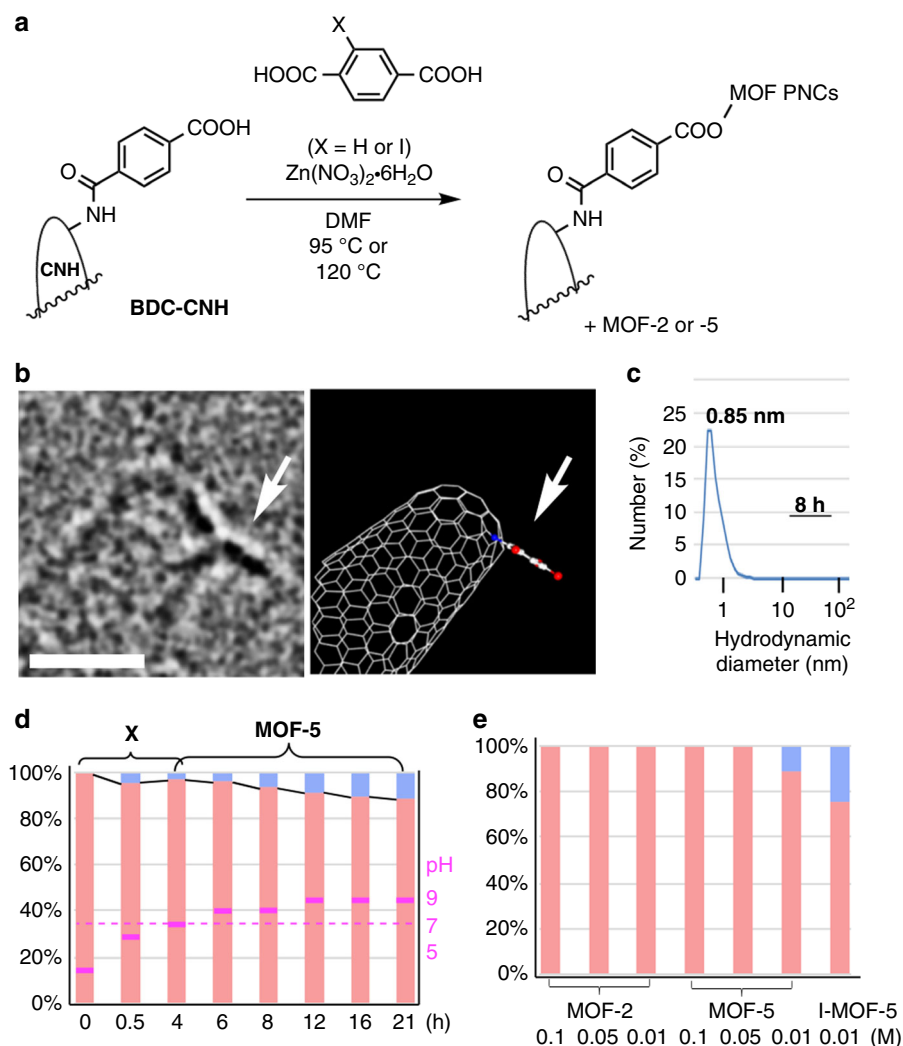 a
X
HOOC
COOH
COOH
O
NH
CNH
BDC-CNH
(X = H or I)
Zn(NO₃)₂•6H₂O
DMF
95 °C or
120 °C
MOF PNCs
COO
O
NH
+ MOF-2 or -5
b
c
25
20
15
10
5
0
Number (%)
0.85 nm
8 h
1 10 10²
Hydrodynamic
diameter (nm)
d
X MOF-5
100%
80%
60%
40%
20%
0%
pH
9
7
5
0 0.5 4 6 8 12 16 21 (h)
e
100%
80%
60%
40%
20%
0%
MOF-2 MOF-5 I-MOF-5
0.1 0.05 0.01 0.1 0.05 0.01 0.01 (M)